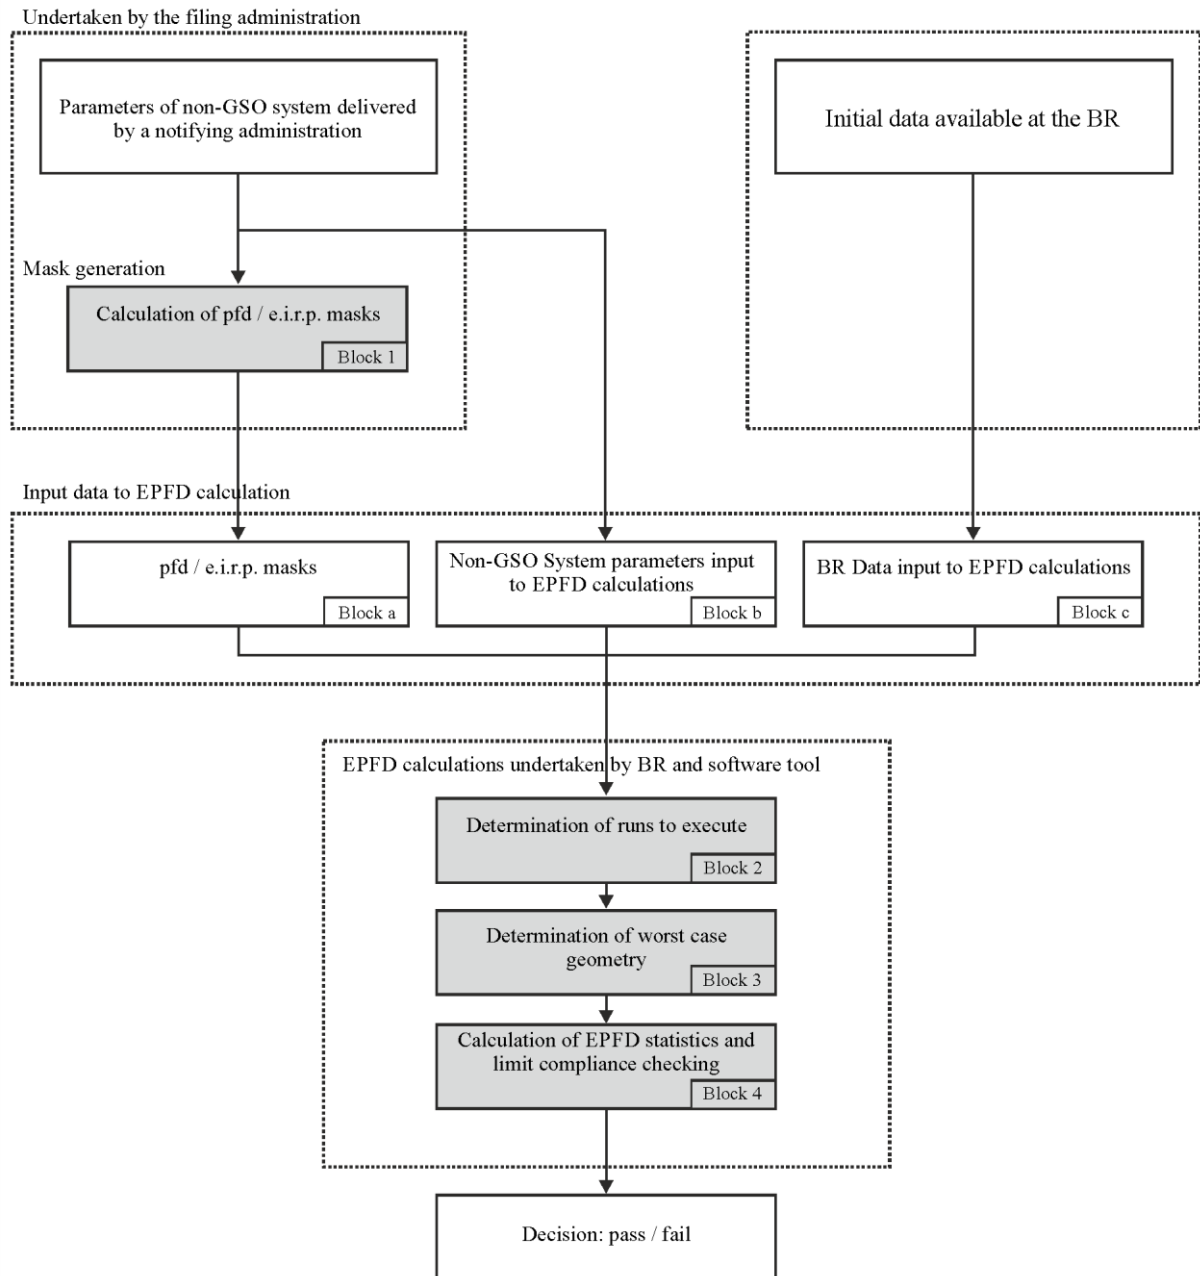 Undertaken by the filing administration
Parameters of non-GSO system delivered
by a notifying administration
Initial data available at the BR
Mask generation
Calculation of pfd / e.i.r.p. masks
Block 1
Input data to EPFD calculation
pfd / e.i.r.p. masks
Block a
Non-GSO System parameters input
to EPFD calculations
Block b
BR Data input to EPFD calculations
Block c
EPFD calculations undertaken by BR and software tool
Determination of runs to execute
Block 2
Determination of worst case
geometry
Block 3
Calculation of EPFD statistics and
limit compliance checking
Block 4
Decision: pass / fail